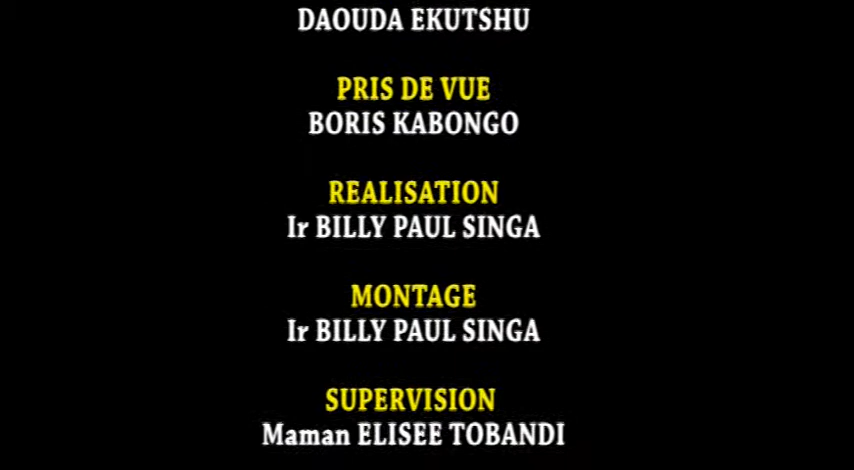 DAOUDA EKUTSHU
PRIS DE VUE
BORIS KABONGO
REALISATION
Ir BILLY PAUL SINGA
MONTAGE
Ir BILLY PAUL SINGA
SUPERVISION
Maman ELISEE TOBANDI